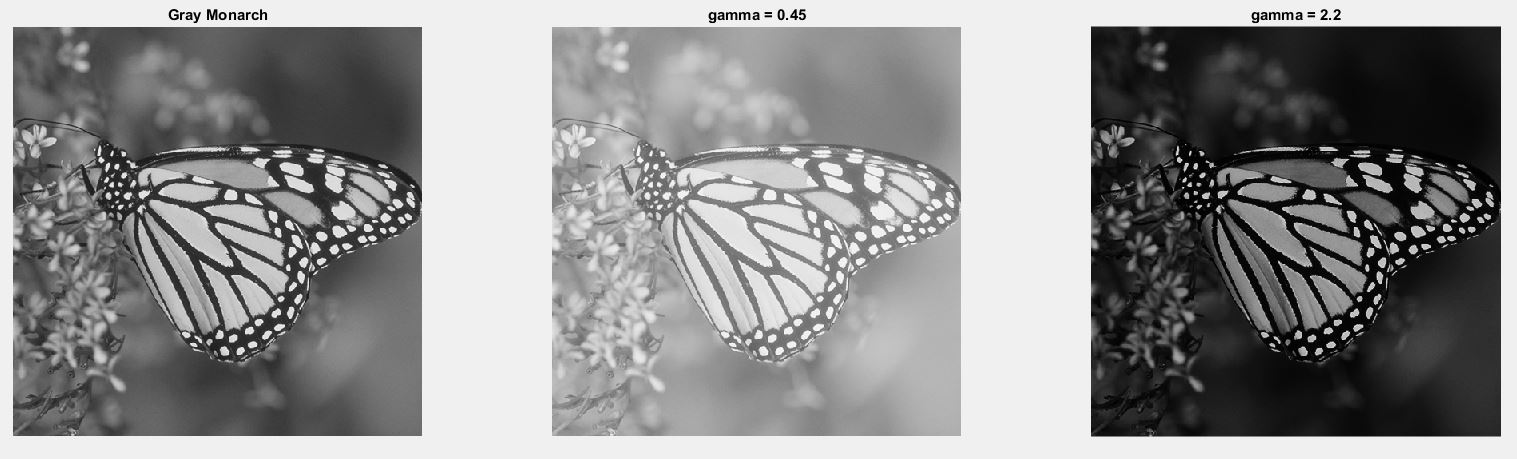 Gray Monarch
gamma = 0.45
gamma = 2.2